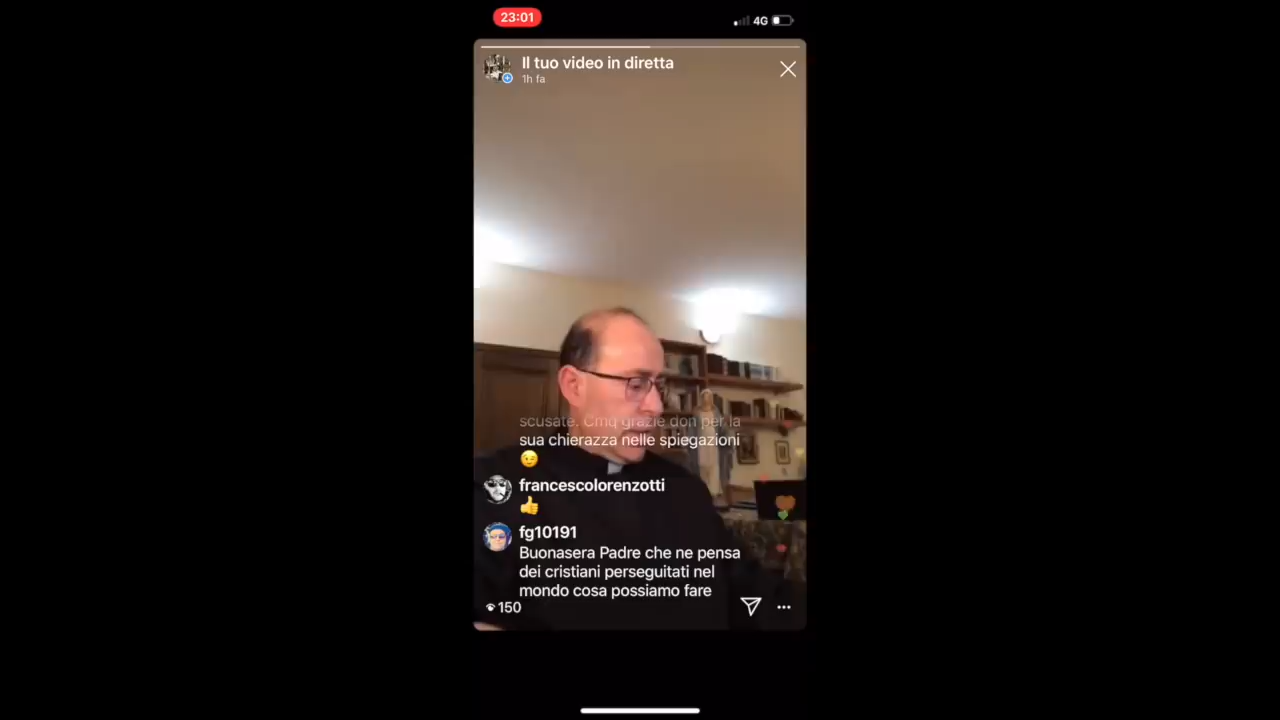 23:01
4G
Il tuo video in diretta
1h fa
scusate. Cmq grazie don per la
sua chierazza nelle spiegazioni
😉
francescolorenzotti
👍
fg10191
Buonasera Padre che ne pensa
dei cristiani perseguitati nel
mondo cosa possiamo fare
150